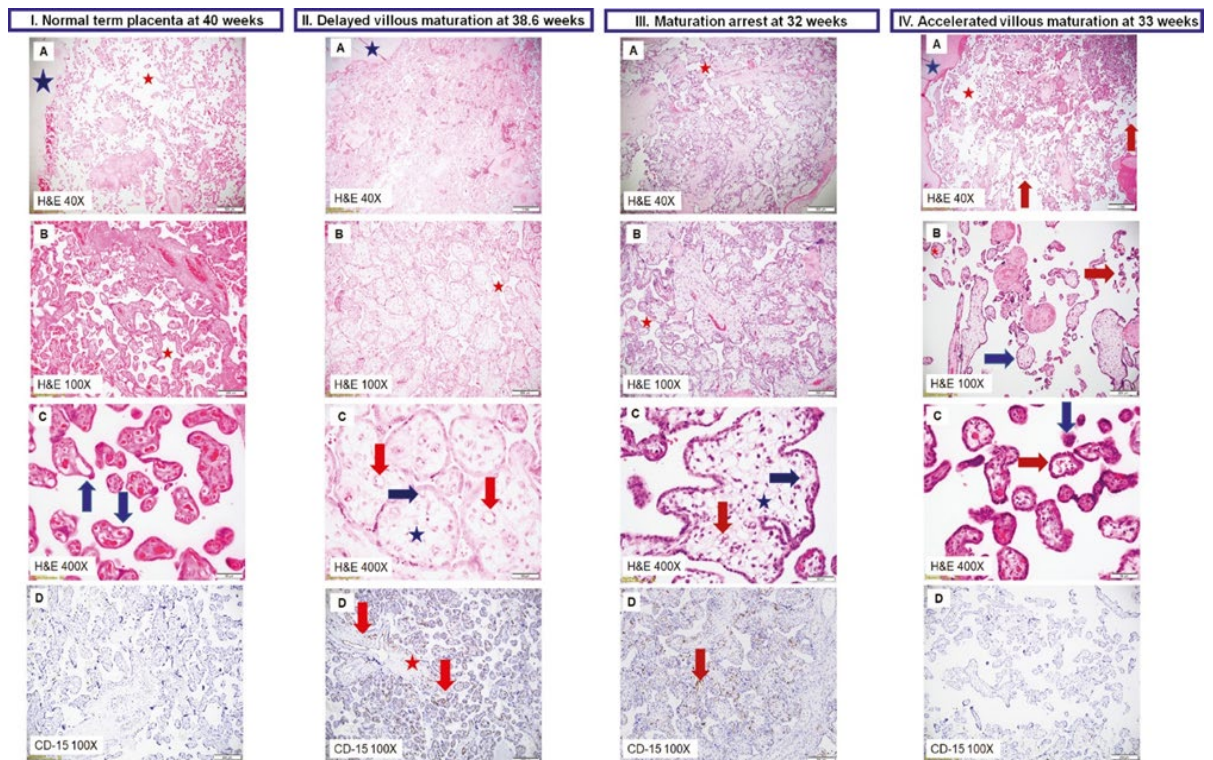 I. Normal term placenta at 40 weeks
II. Delayed villous maturation at 38.6 weeks
III. Maturation arrest at 32 weeks
IV. Accelerated villous maturation at 33 weeks
A
H&E 40X
A
H&E 40X
A
H&E 40X
A
H&E 40X
B
H&E 100X
B
H&E 100X
B
H&E 100X
B
H&E 100X
C
H&E 400X
C
H&E 400X
C
H&E 400X
C
H&E 400X
D
CD-15 100X
D
CD-15 100X
D
CD-15 100X
D
CD-15 100X